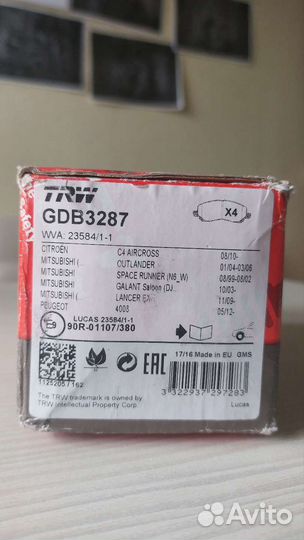 TRW
GDB3287
X4
WVA: 23584/1-1
CITROËN C4 AIRCROSS 08/10-
MITSUBISHI (... OUTLANDER 01/04-03/06
MITSUBISHI SPACE RUNNER (N6_W) 08/99-08/02
MITSUBISHI (... GALANT Saloon (DJ... 10/03-
MITSUBISHI LANCER EX 11/09-
PEUGEOT 4008 05/12-
LUCAS 23584/1-1
90R-01107/380
17/16 Made in EU GMS
EAC
3 322937 297283
The TRW trademark is owned by
TRW Intellectual Property Corp.
Lucas
Avito